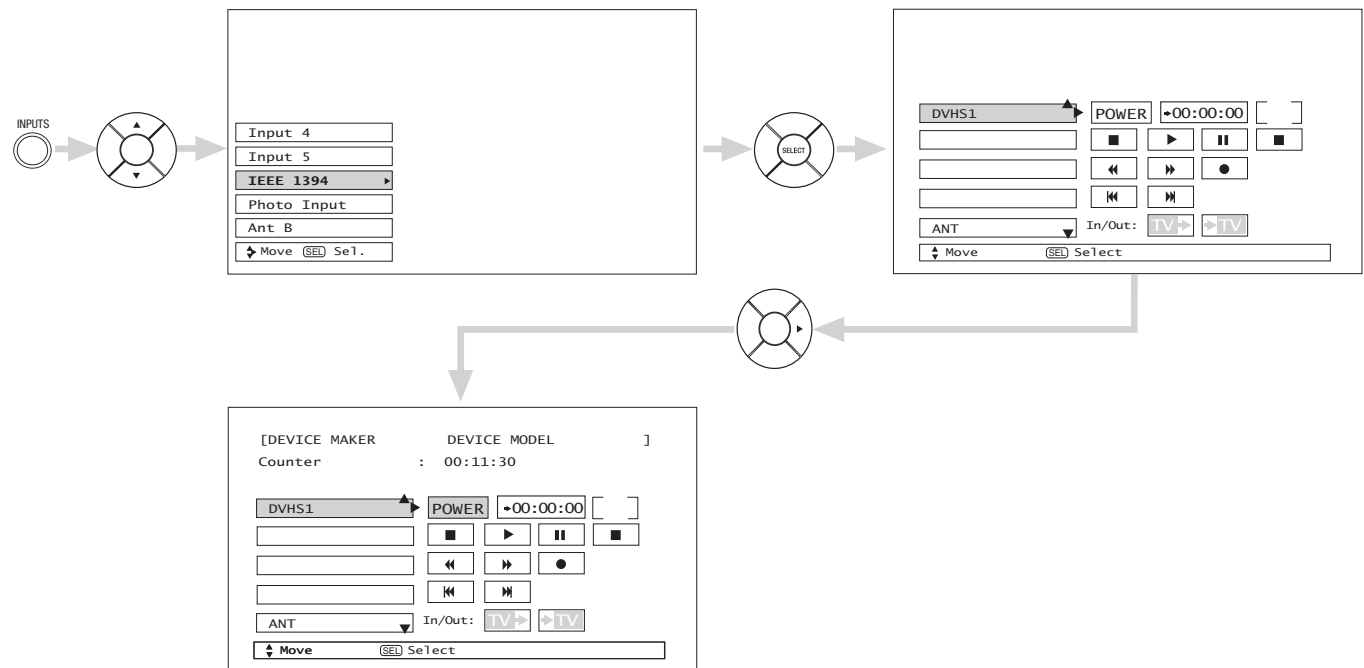 INPUTS
Input 4
Input 5
IEEE 1394
Photo Input
Ant B
Move SEL Sel.
SELECT
DVHS1 POWER 00:00:00
ANT In/Out: TV TV
Move SEL Select
[DEVICE MAKER DEVICE MODEL ]
Counter : 00:11:30
DVHS1 POWER 00:00:00
ANT In/Out: TV TV
Move SEL Select